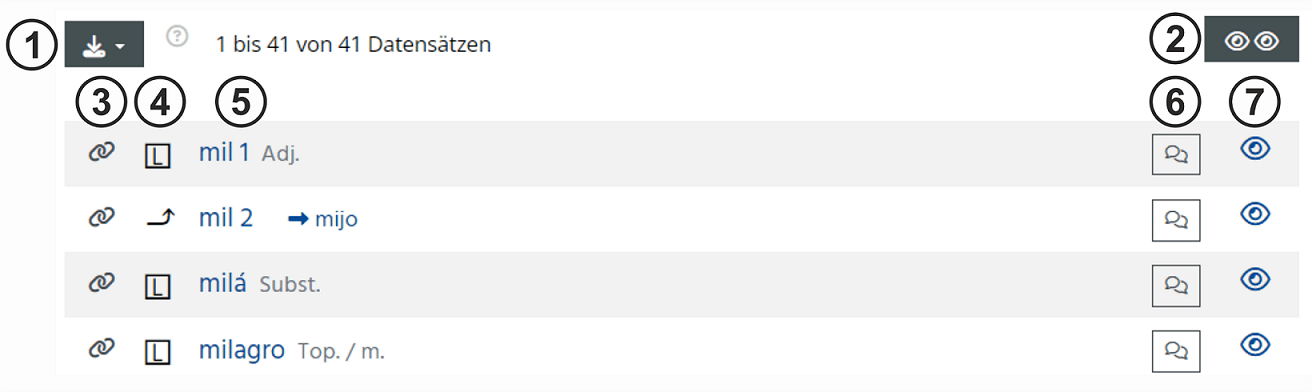 1 ? 1 bis 41 von 41 Datensätzen 2
3 4 5 6 7
L mil 1 Adj.
mil 2 → mijo
L milá Subst.
L milagro Top. / m.